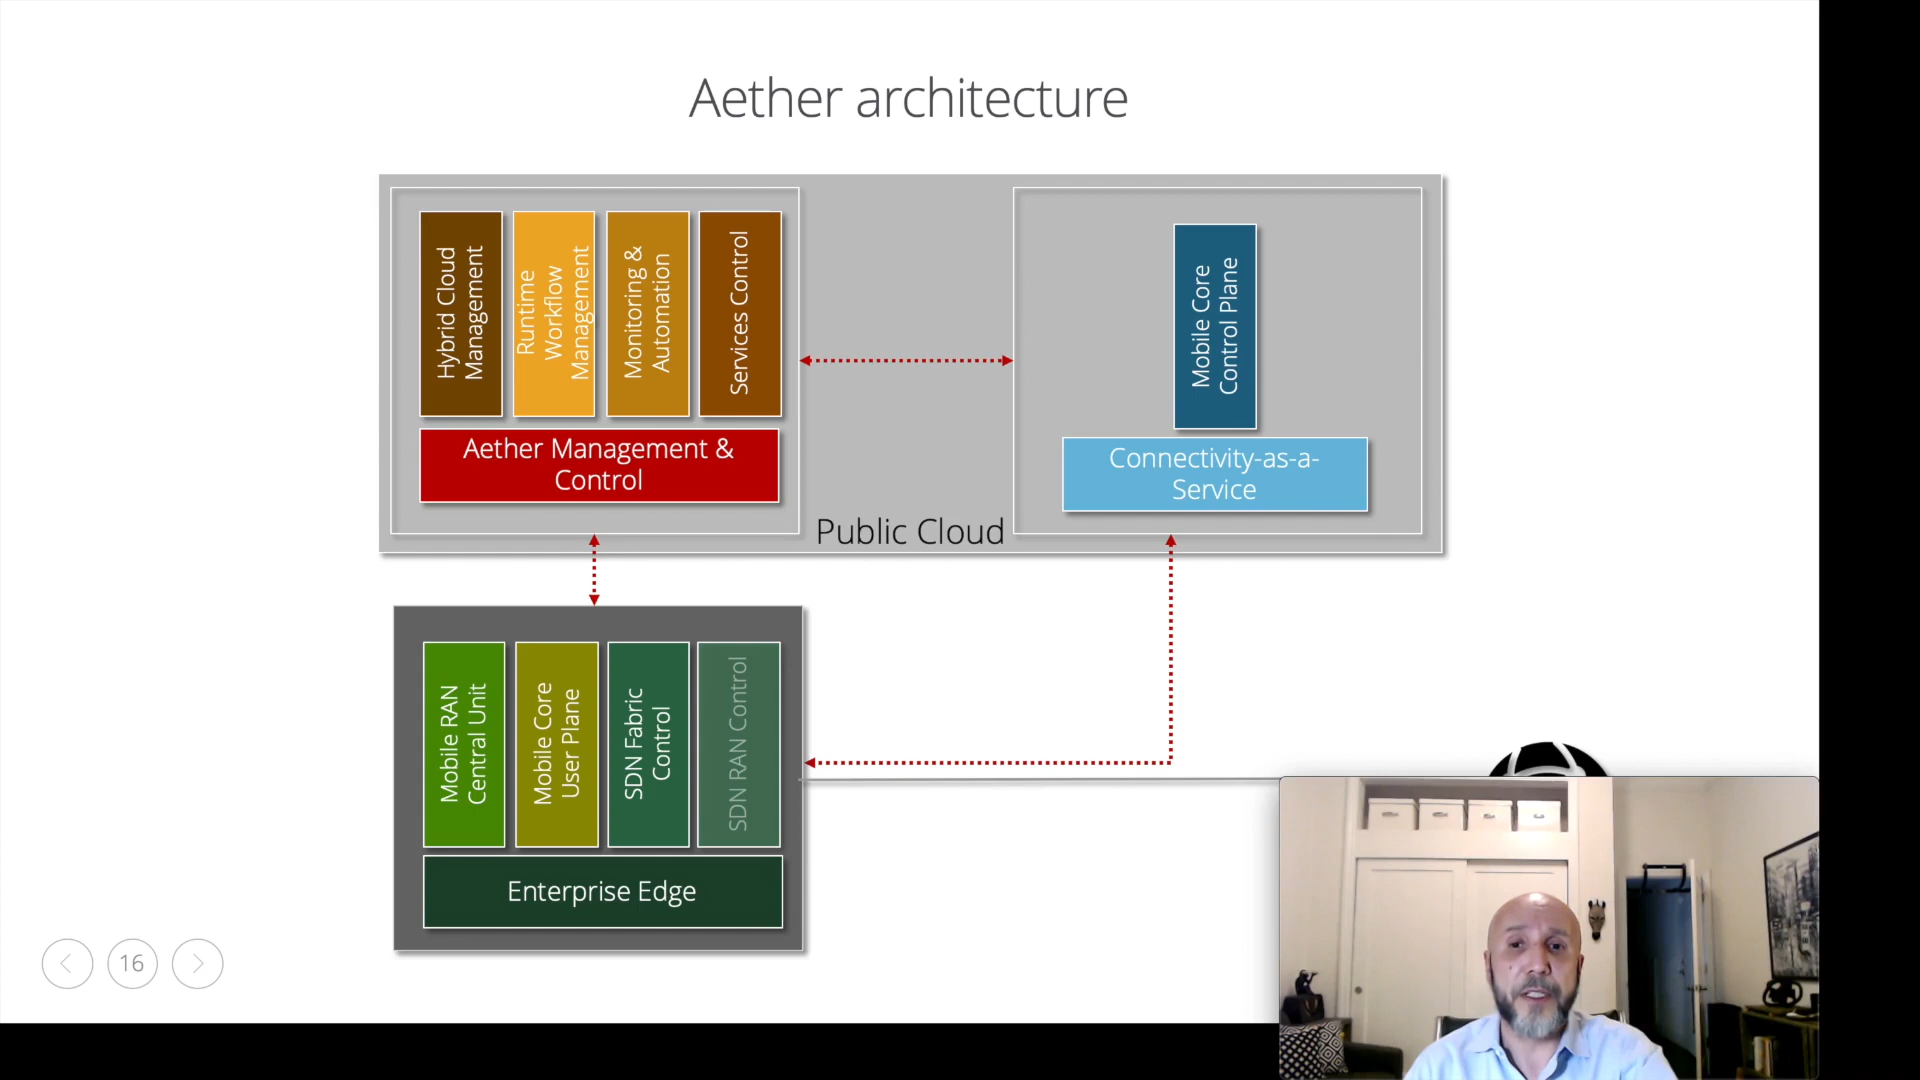 Aether architecture
Hybrid Cloud
Management
Runtime
Workflow
Management
Monitoring &
Automation
Services Control
Aether Management &
Control
Public Cloud
Mobile Core
Control Plane
Connectivity-as-a-
Service
Mobile RAN
Central Unit
Mobile Core
User Plane
SDN Fabric
Control
SDN RAN Control
Enterprise Edge
16